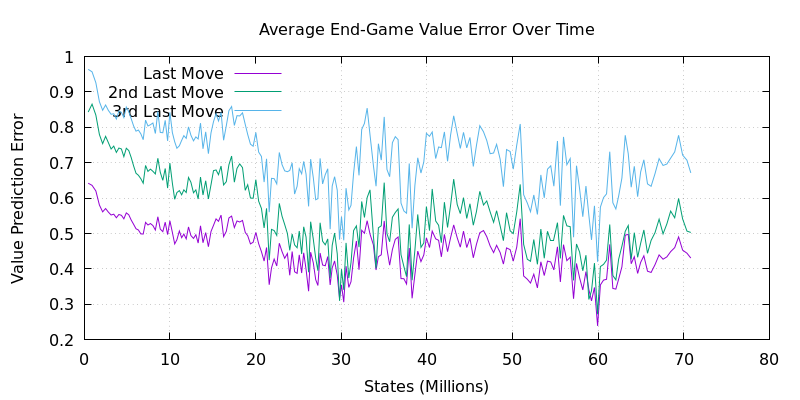 Average End-Game Value Error Over Time
Value Prediction Error
1
0.9
0.8
0.7
0.6
0.5
0.4
0.3
0.2
Last Move
2nd Last Move
3rd Last Move
0 10 20 30 40 50 60 70 80
States (Millions)